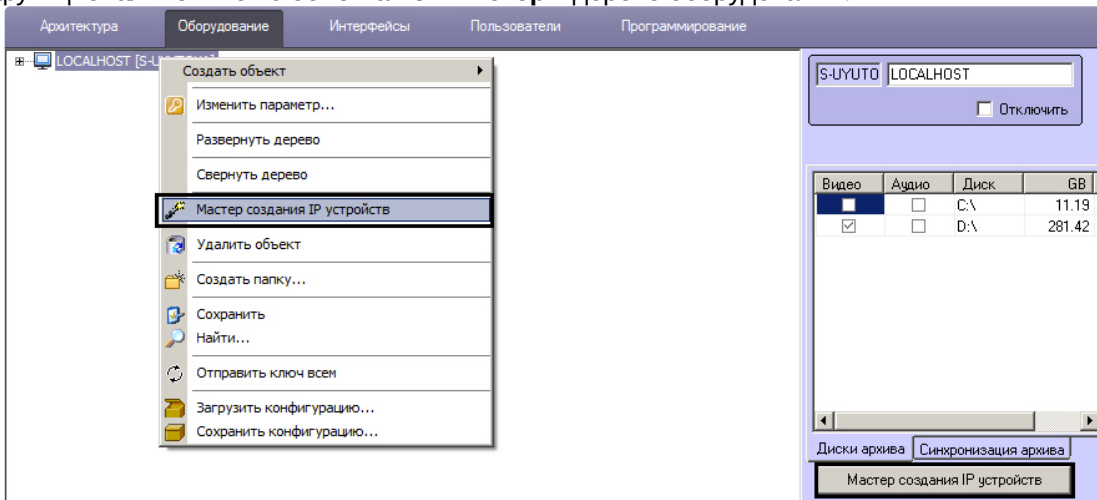 Архитектура Оборудование Интерфейсы Пользователи Программирование
LOCALHOST
Создать объект
Изменить параметр...
Развернуть дерево
Свернуть дерево
Мастер создания IP устройств
Удалить объект
Создать папку...
Сохранить
Найти...
Отправить ключ всем
Загрузить конфигурацию...
Сохранить конфигурацию...
S-UYUTO LOCALHOST
Отключить
Видео Аудио Диск GB
C:\ 11.19
D:\ 281.42
Диски архива Синхронизация архива
Мастер создания IP устройств